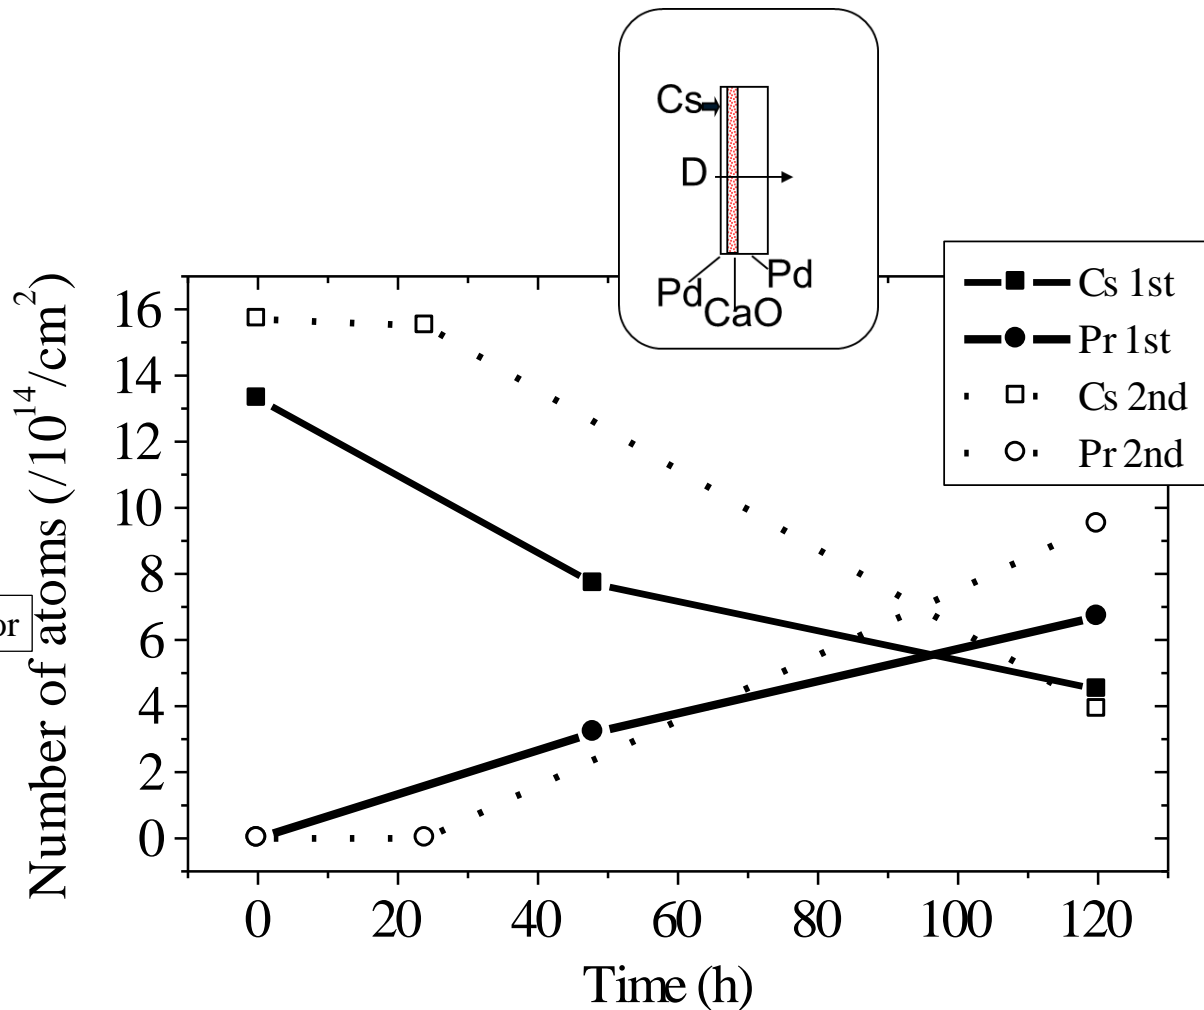 Cs
D
Pd
Pd
CaO
Cs 1st
Pr 1st
Cs 2nd
Pr 2nd
Number of atoms (/10^14/cm^2)
16
14
12
10
8
6
4
2
0
or
0 20 40 60 80 100 120
Time (h)